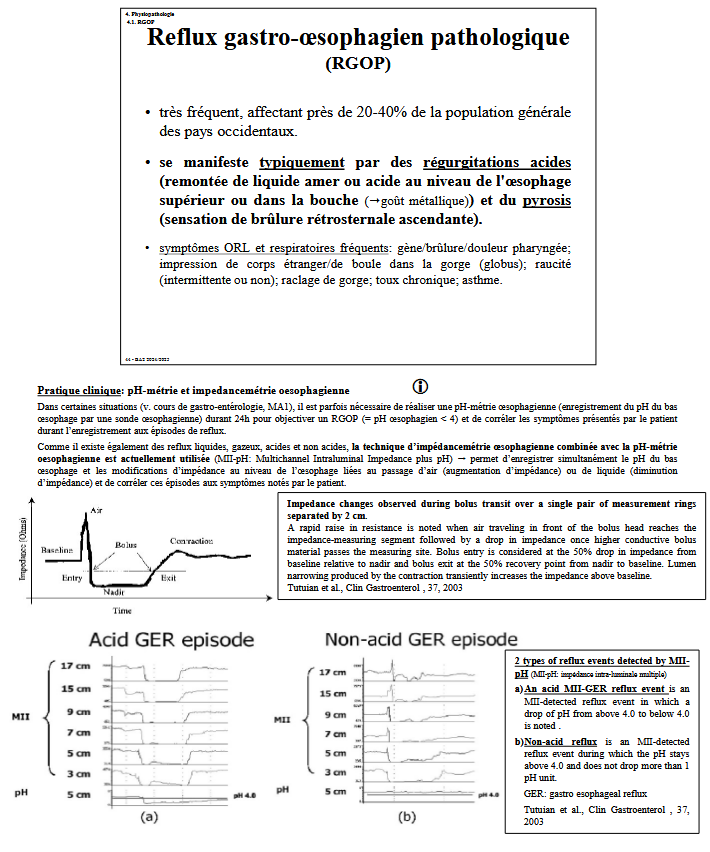 4. Physiopathologie
4.1. RGOP
Reflux gastro-œsophagien pathologique
(RGOP)
• très fréquent, affectant près de 20-40% de la population générale
des pays occidentaux.
• se manifeste typiquement par des régurgitations acides
(remontée de liquide amer ou acide au niveau de l'œsophage
supérieur ou dans la bouche (→goût métallique)) et du pyrosis
(sensation de brûlure rétrosternale ascendante).
• symptômes ORL et respiratoires fréquents: gène/brûlure/douleur pharyngée;
impression de corps étranger/de boule dans la gorge (globus); raucité
(intermittente ou non); raclage de gorge; toux chronique; asthme.
Pratique clinique: pH-métrie et impedancemétrie oesophagienne
Dans certaines situations (v. cours de gastro-entérologie, MA1), il est parfois nécessaire de réaliser une pH-métrie œsophagienne (enregistrement du pH du bas
œsophage par une sonde œsophagienne) durant 24h pour objectiver un RGOP (= pH œsophagien < 4) et de corréler les symptômes présentés par le patient
durant l'enregistrement aux épisodes de reflux.
Comme il existe également des reflux liquides, gazeux, acides et non acides, la technique d'impédancemétrie œsophagienne combinée avec la pH-métrie
oesophagienne est actuellement utilisée (MII-pH: Multichannel Intraluminal Impedance plus pH) → permet d'enregistrer simultanément le pH du bas
œsophage et les modifications d'impédance au niveau de l'oesophage liées au passage d'air (augmentation d'impédance) ou de liquide (diminution
d'impédance) et de corréler ces épisodes aux symptômes notés par le patient.
Impedance (Ohms)
Air
Baseline
Bolus
Contraction
Entry
Exit
Nadir
Time
Impedance changes observed during bolus transit over a single pair of measurement rings
separated by 2 cm.
A rapid raise in resistance is noted when air traveling in front of the bolus head reaches the
impedance-measuring segment followed by a drop in impedance once higher conductive bolus
material passes the measuring site. Bolus entry is considered at the 50% drop in impedance from
baseline relative to nadir and bolus exit at the 50% recovery point from nadir to baseline. Lumen
narrowing produced by the contraction transiently increases the impedance above baseline.
Tutuian et al., Clin Gastroenterol , 37, 2003
Acid GER episode
17 cm
15 cm
9 cm
MII
7 cm
5 cm
3 cm
pH
5 cm
pH 4.0
(a)
Non-acid GER episode
17 cm
15 cm
9 cm
MII
7 cm
5 cm
3 cm
pH
5 cm
pH 4.0
(b)
2 types of reflux events detected by MII-
pH (MII-pH: impédance intra-luminale multiple)
a)An acid MII-GER reflux event is an
MII-detected reflux event in which a
drop of pH from above 4.0 to below 4.0
is noted .
b)Non-acid reflux is an MII-detected
reflux event during which the pH stays
above 4.0 and does not drop more than 1
pH unit.
GER: gastro esophageal reflux
Tutuian et al., Clin Gastroenterol , 37,
2003